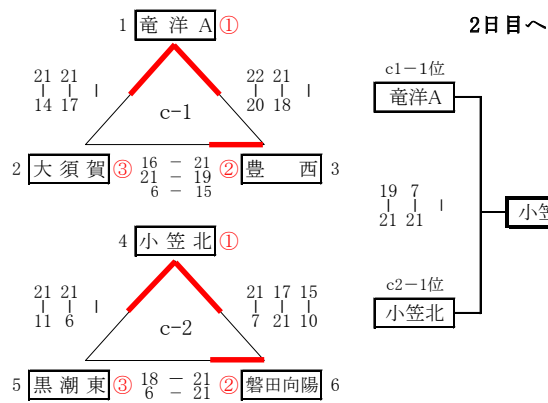 2日目へ
1 竜洋A ①
21 21
14 17
22 21
20 18
c-1
2 大須賀 ③
16 − 21
21 − 19
6 − 15
② 豊西 3
4 小笠北 ①
21 21
11 6
21 17 15
7 21 10
c-2
5 黒潮東 ③
18 − 21
6 − 21
② 磐田向陽 6
c1−1位
竜洋A
19 7
21 21
小笠
c2−1位
小笠北